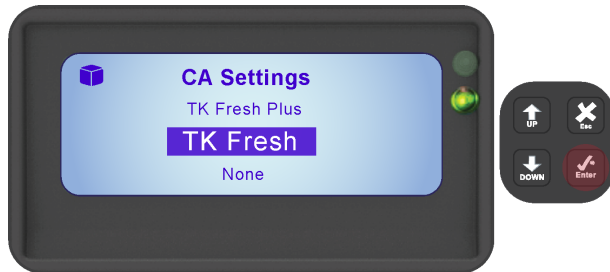 CA Settings
TK Fresh Plus
TK Fresh
None
UP
Esc
DOWN
Enter